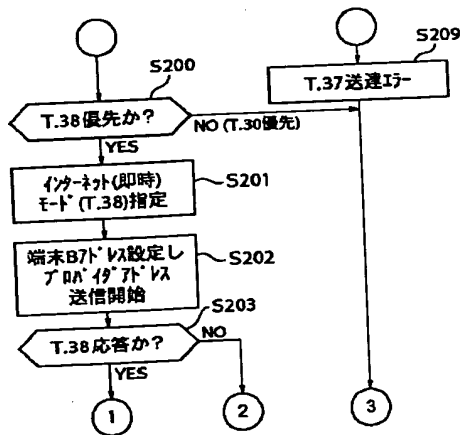 S200
S209
T.37送達ｴﾗｰ
T.38優先か?
NO (T.30優先)
YES
ｲﾝﾀｰﾈｯﾄ(即時)
ﾓｰﾄﾞ(T.38)指定
S201
端末Bｱﾄﾞﾚｽ設定し
ﾌﾟﾛﾊﾞｲﾀﾞｱﾄﾞﾚｽ
送信開始
S202
S203
T.38応答か?
NO
YES
1
2
3